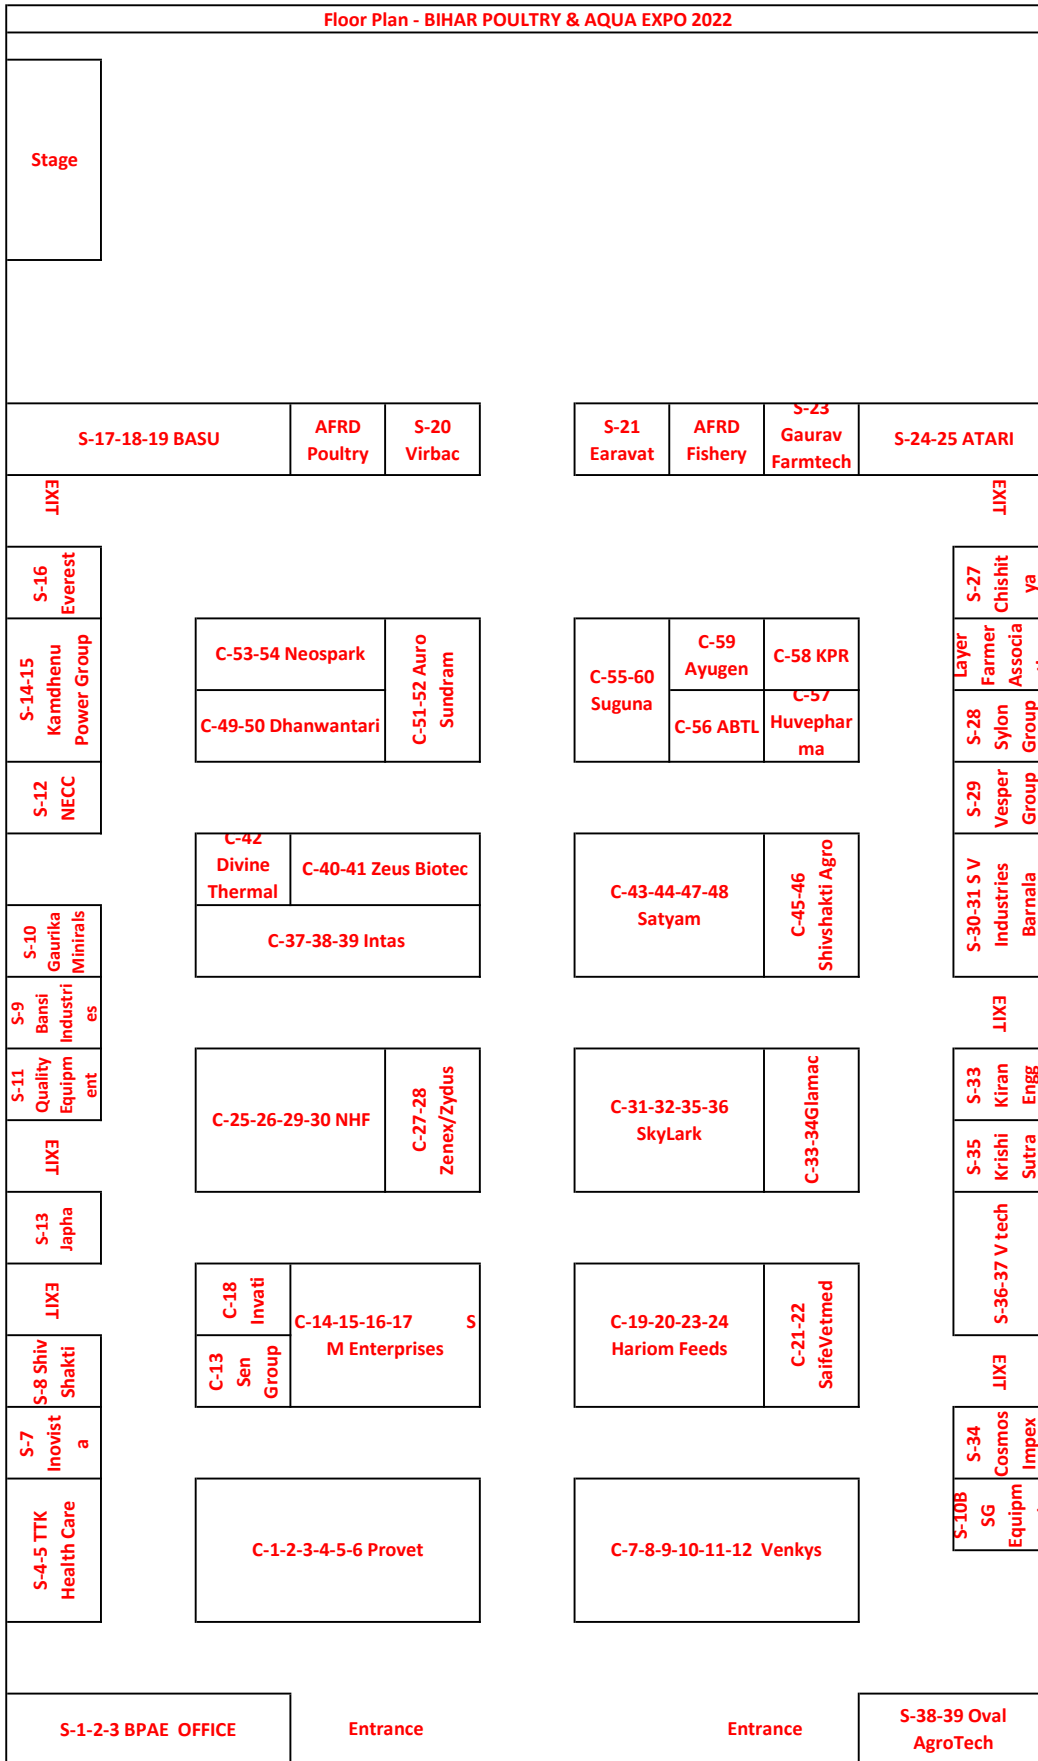 Floor Plan - BIHAR POULTRY & AQUA EXPO 2022
Stage
S-17-18-19 BASU
AFRD
Poultry
S-20
Virbac
S-21
Earavat
AFRD
Fishery
S-23
Gaurav
Farmtech
S-24-25 ATARI
EXIT
EXIT
S-16
Everest
S-27
Chishit
ya
S-14-15
Kamdhenu
Power Group
C-53-54 Neospark
C-49-50 Dhanwantari
C-51-52 Auro
Sundram
C-55-60
Suguna
C-59
Ayugen
C-58 KPR
C-56 ABTL
C-57
Huvephar
ma
Layer
Farmer
Associa
S-28
Sylon
Group
S-12
NECC
S-29
Vesper
Group
C-42
Divine
Thermal
C-40-41 Zeus Biotec
C-37-38-39 Intas
C-43-44-47-48
Satyam
C-45-46
Shivshakti Agro
S-30-31 S V
Industries
Barnala
S-10
Gaurika
Minirals
S-9
Bansi
Industri
es
EXIT
S-11
Quality
Equipm
ent
C-25-26-29-30 NHF
C-27-28
Zenex/Zydus
C-31-32-35-36
SkyLark
C-33-34Glamac
S-33
Kiran
Engg
EXIT
S-35
Krishi
Sutra
S-13
Japha
S-36-37 V tech
EXIT
C-18
Invati
C-13
Sen
Group
C-14-15-16-17 S
M Enterprises
C-19-20-23-24
Hariom Feeds
C-21-22
SaifeVetmed
S-8 Shiv
Shakti
EXIT
S-7
Inovist
a
S-34
Cosmos
Impex
S-4-5 TTK
Health Care
C-1-2-3-4-5-6 Provet
C-7-8-9-10-11-12 Venkys
S-10B
SG
Equipm
S-1-2-3 BPAE OFFICE
Entrance
Entrance
S-38-39 Oval
AgroTech